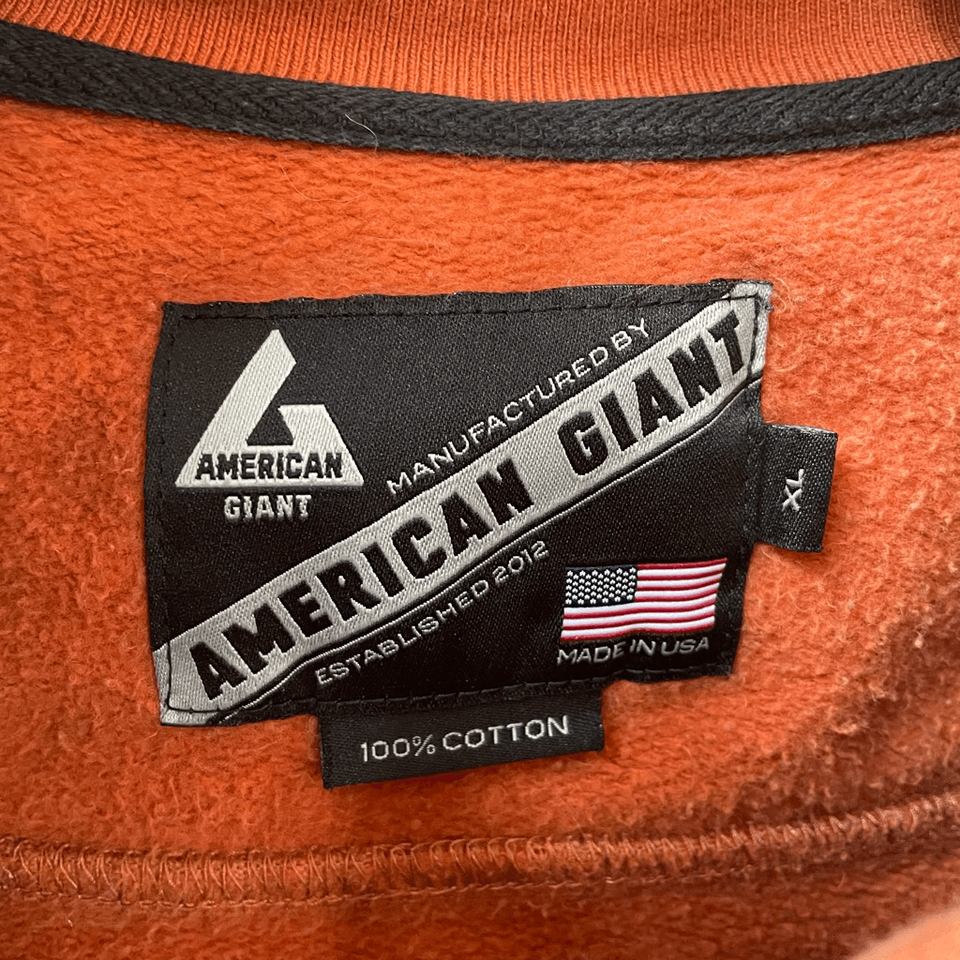 AMERICAN
GIANT
MANUFACTURED BY
AMERICAN GIANT
ESTABLISHED 2012
MADE IN USA
XL
100% COTTON